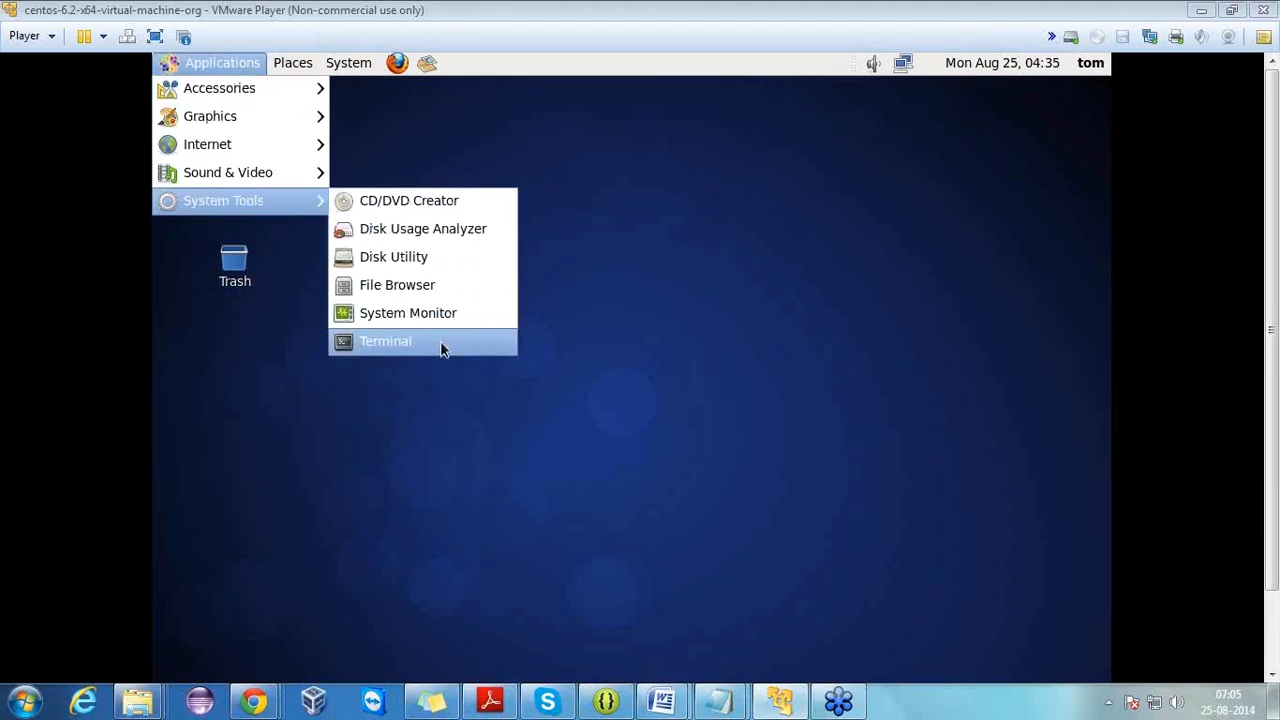 centos-6.2-x64-virtual-machine-org - VMware Player (Non-commercial use only)
Player
Applications Places System Mon Aug 25, 04:35 tom
Accessories
Graphics
Internet
Sound & Video
System Tools
CD/DVD Creator
Disk Usage Analyzer
Disk Utility
File Browser
System Monitor
Terminal
Trash
07:05
25-08-2014